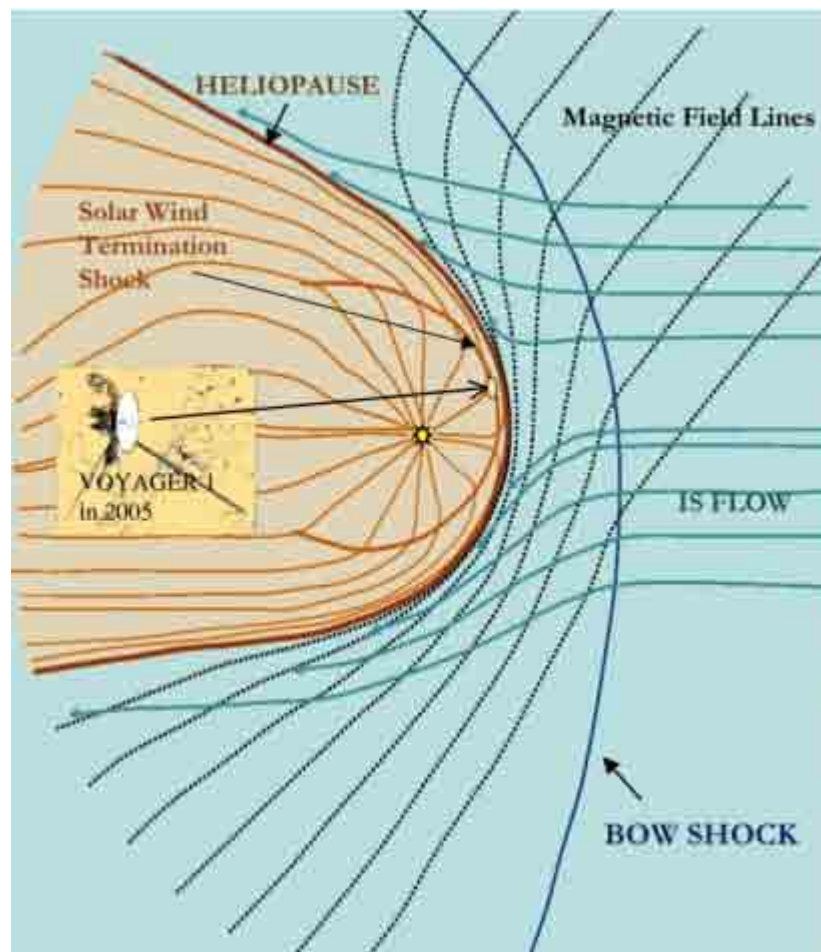 HELIOPAUSE
Magnetic Field Lines
Solar Wind
Termination
Shock
VOYAGER 1
in 2005
IS FLOW
BOW SHOCK